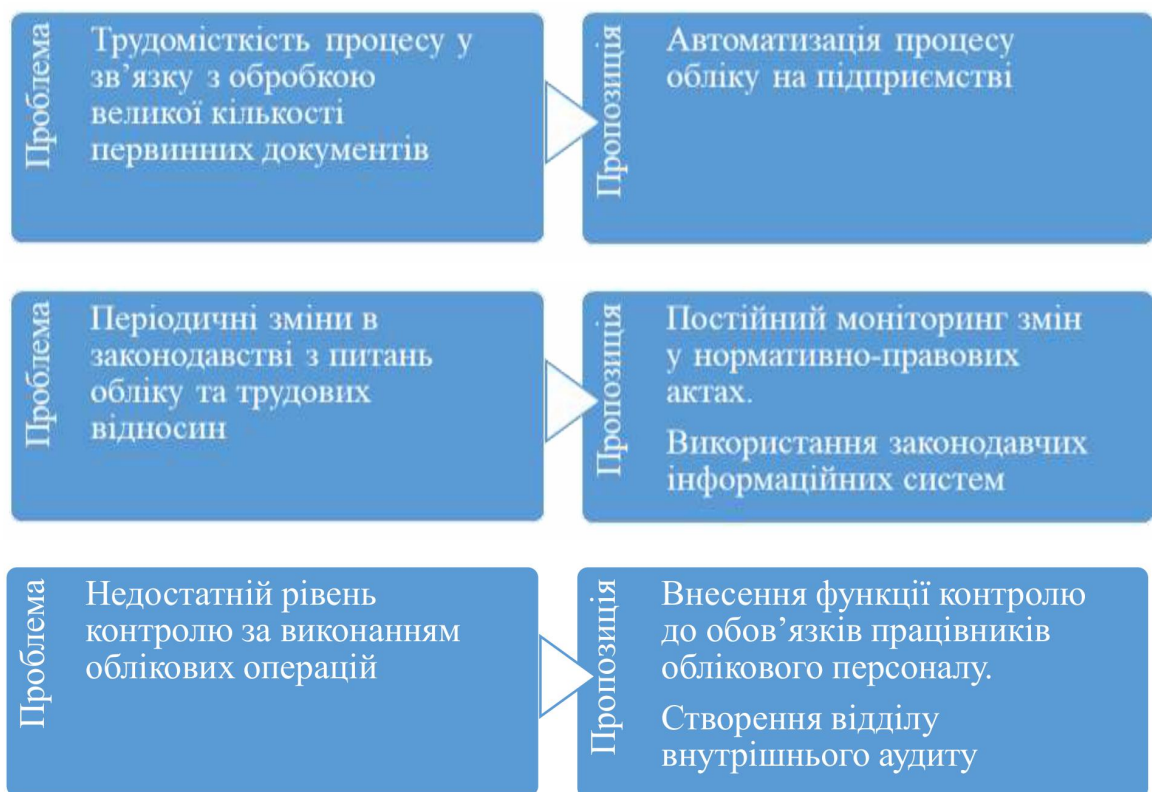 Проблема
Трудомісткість процесу у
зв’язку з обробкою
великої кількості
первинних документів
Пропозиція
Автоматизація процесу
обліку на підприємстві
Проблема
Періодичні зміни в
законодавстві з питань
обліку та трудових
відносин
Пропозиція
Постійний моніторинг змін
у нормативно-правових
актах.
Використання законодавчих
інформаційних систем
Проблема
Недостатній рівень
контролю за виконанням
облікових операцій
Пропозиція
Внесення функції контролю
до обов’язків працівників
облікового персоналу.
Створення відділу
внутрішнього аудиту